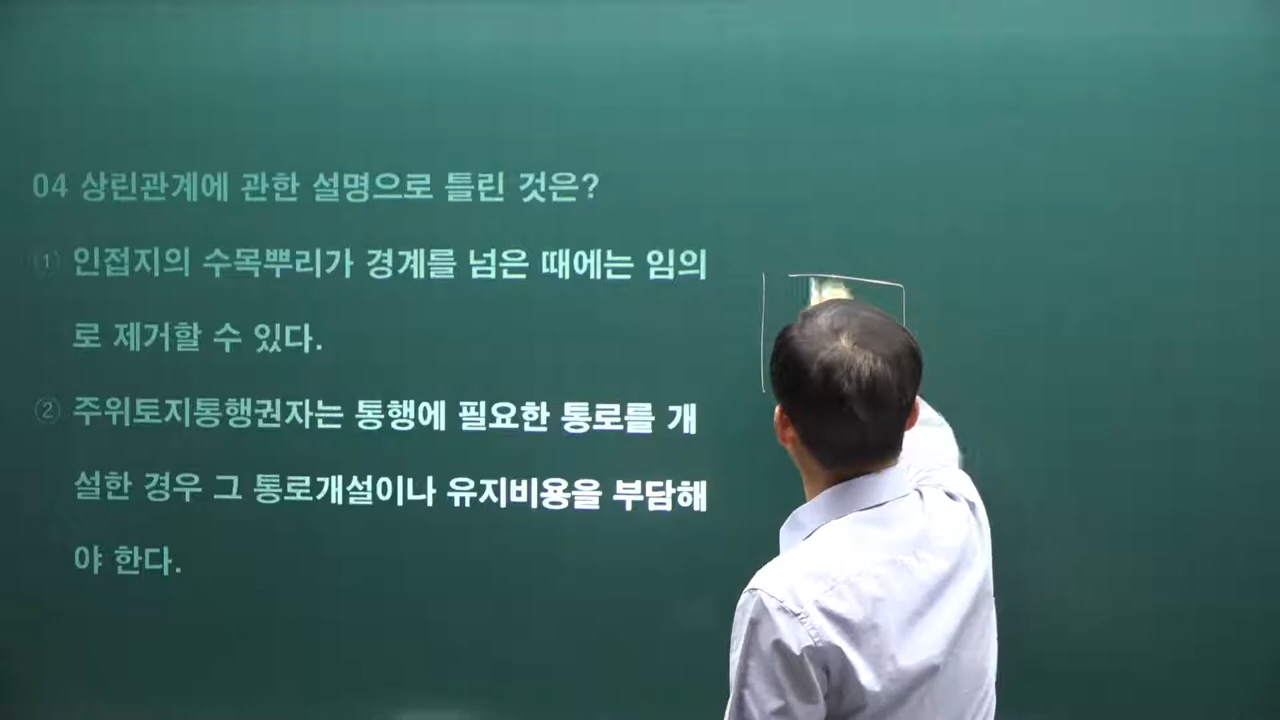 04 상린관계에 관한 설명으로 틀린 것은?
① 인접지의 수목뿌리가 경계를 넘은 때에는 임의
로 제거할 수 있다.
② 주위토지통행권자는 통행에 필요한 통로를 개
설한 경우 그 통로개설이나 유지비용을 부담해
야 한다.